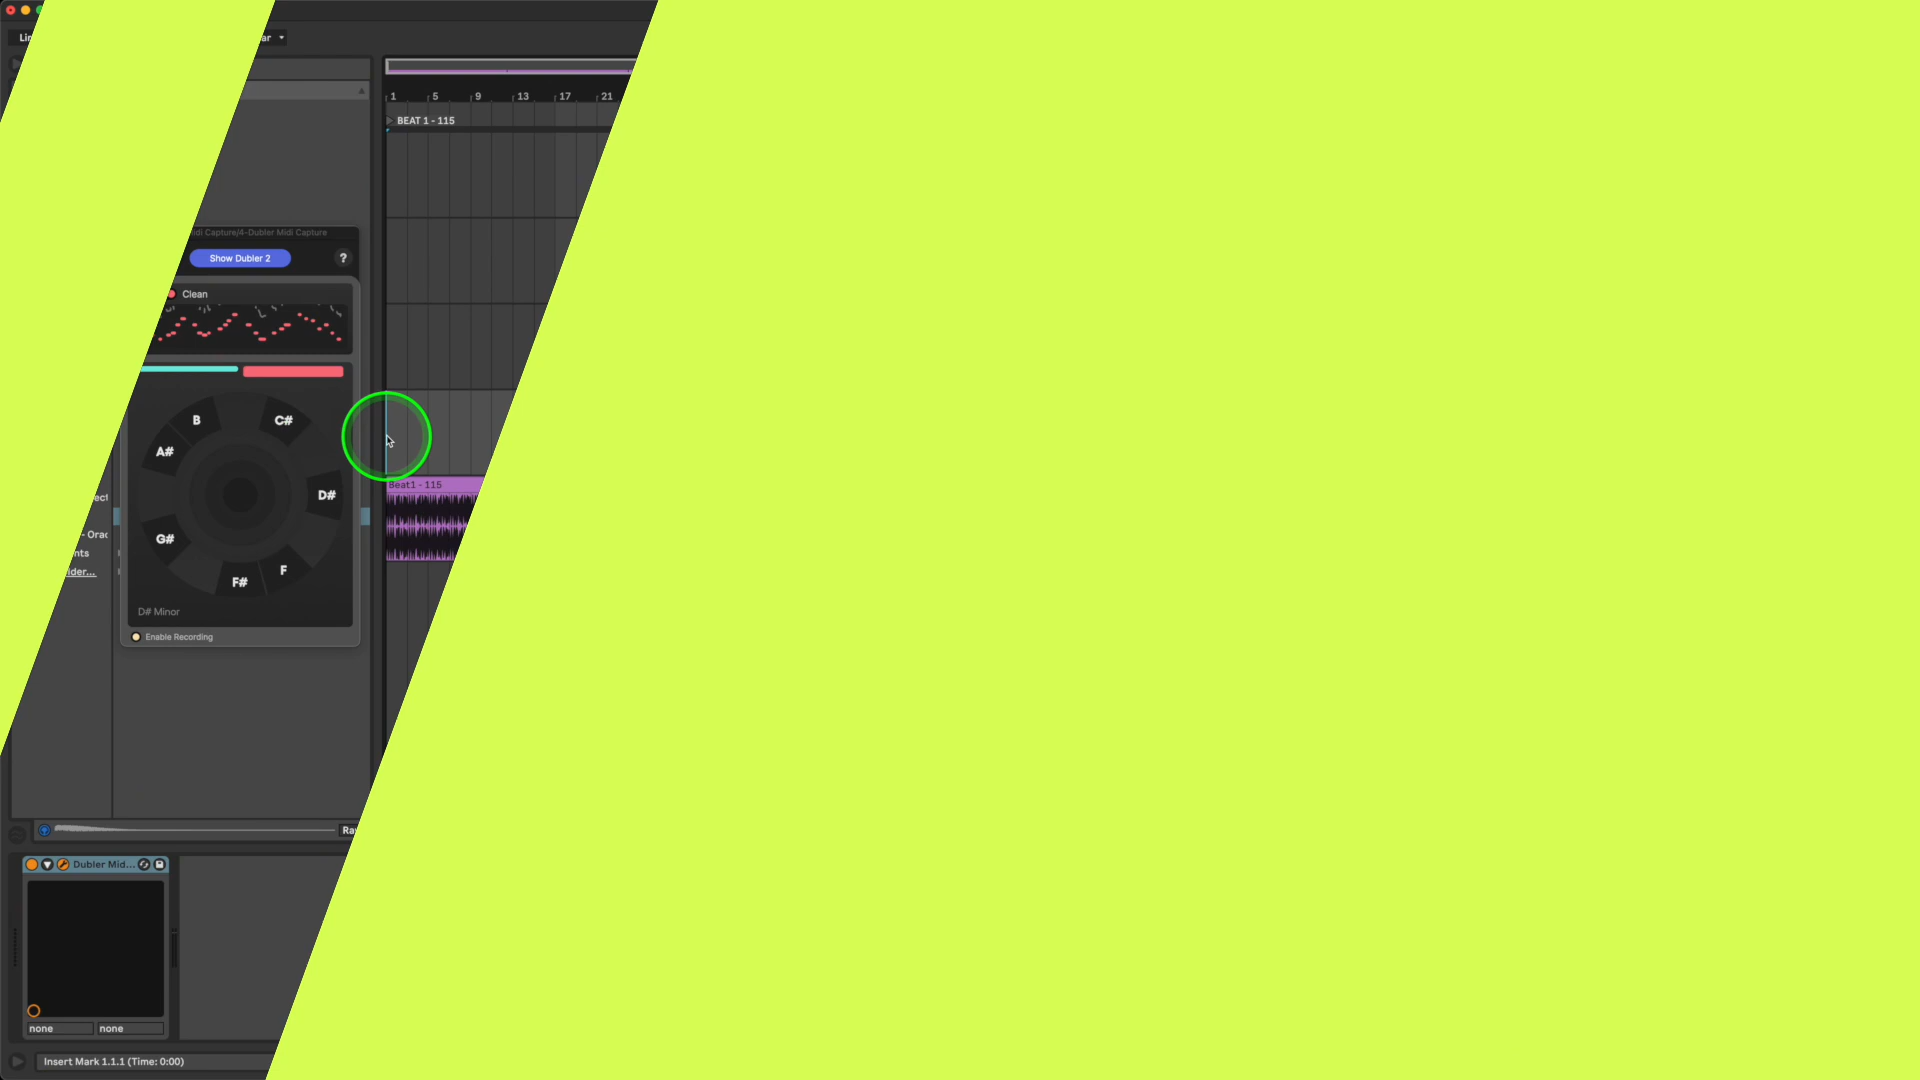 Lin
ar
1 5 9 13 17 21
BEAT 1 - 115
idi Capture/4-Dubler Midi Capture
Show Dubler 2
?
Clean
B
C#
A#
D#
Beat1 - 115
ect
- Orac
G#
nts
ider...
F
F#
D# Minor
Enable Recording
Ra
Dubler Mid...
none none
Insert Mark 1.1.1 (Time: 0:00)